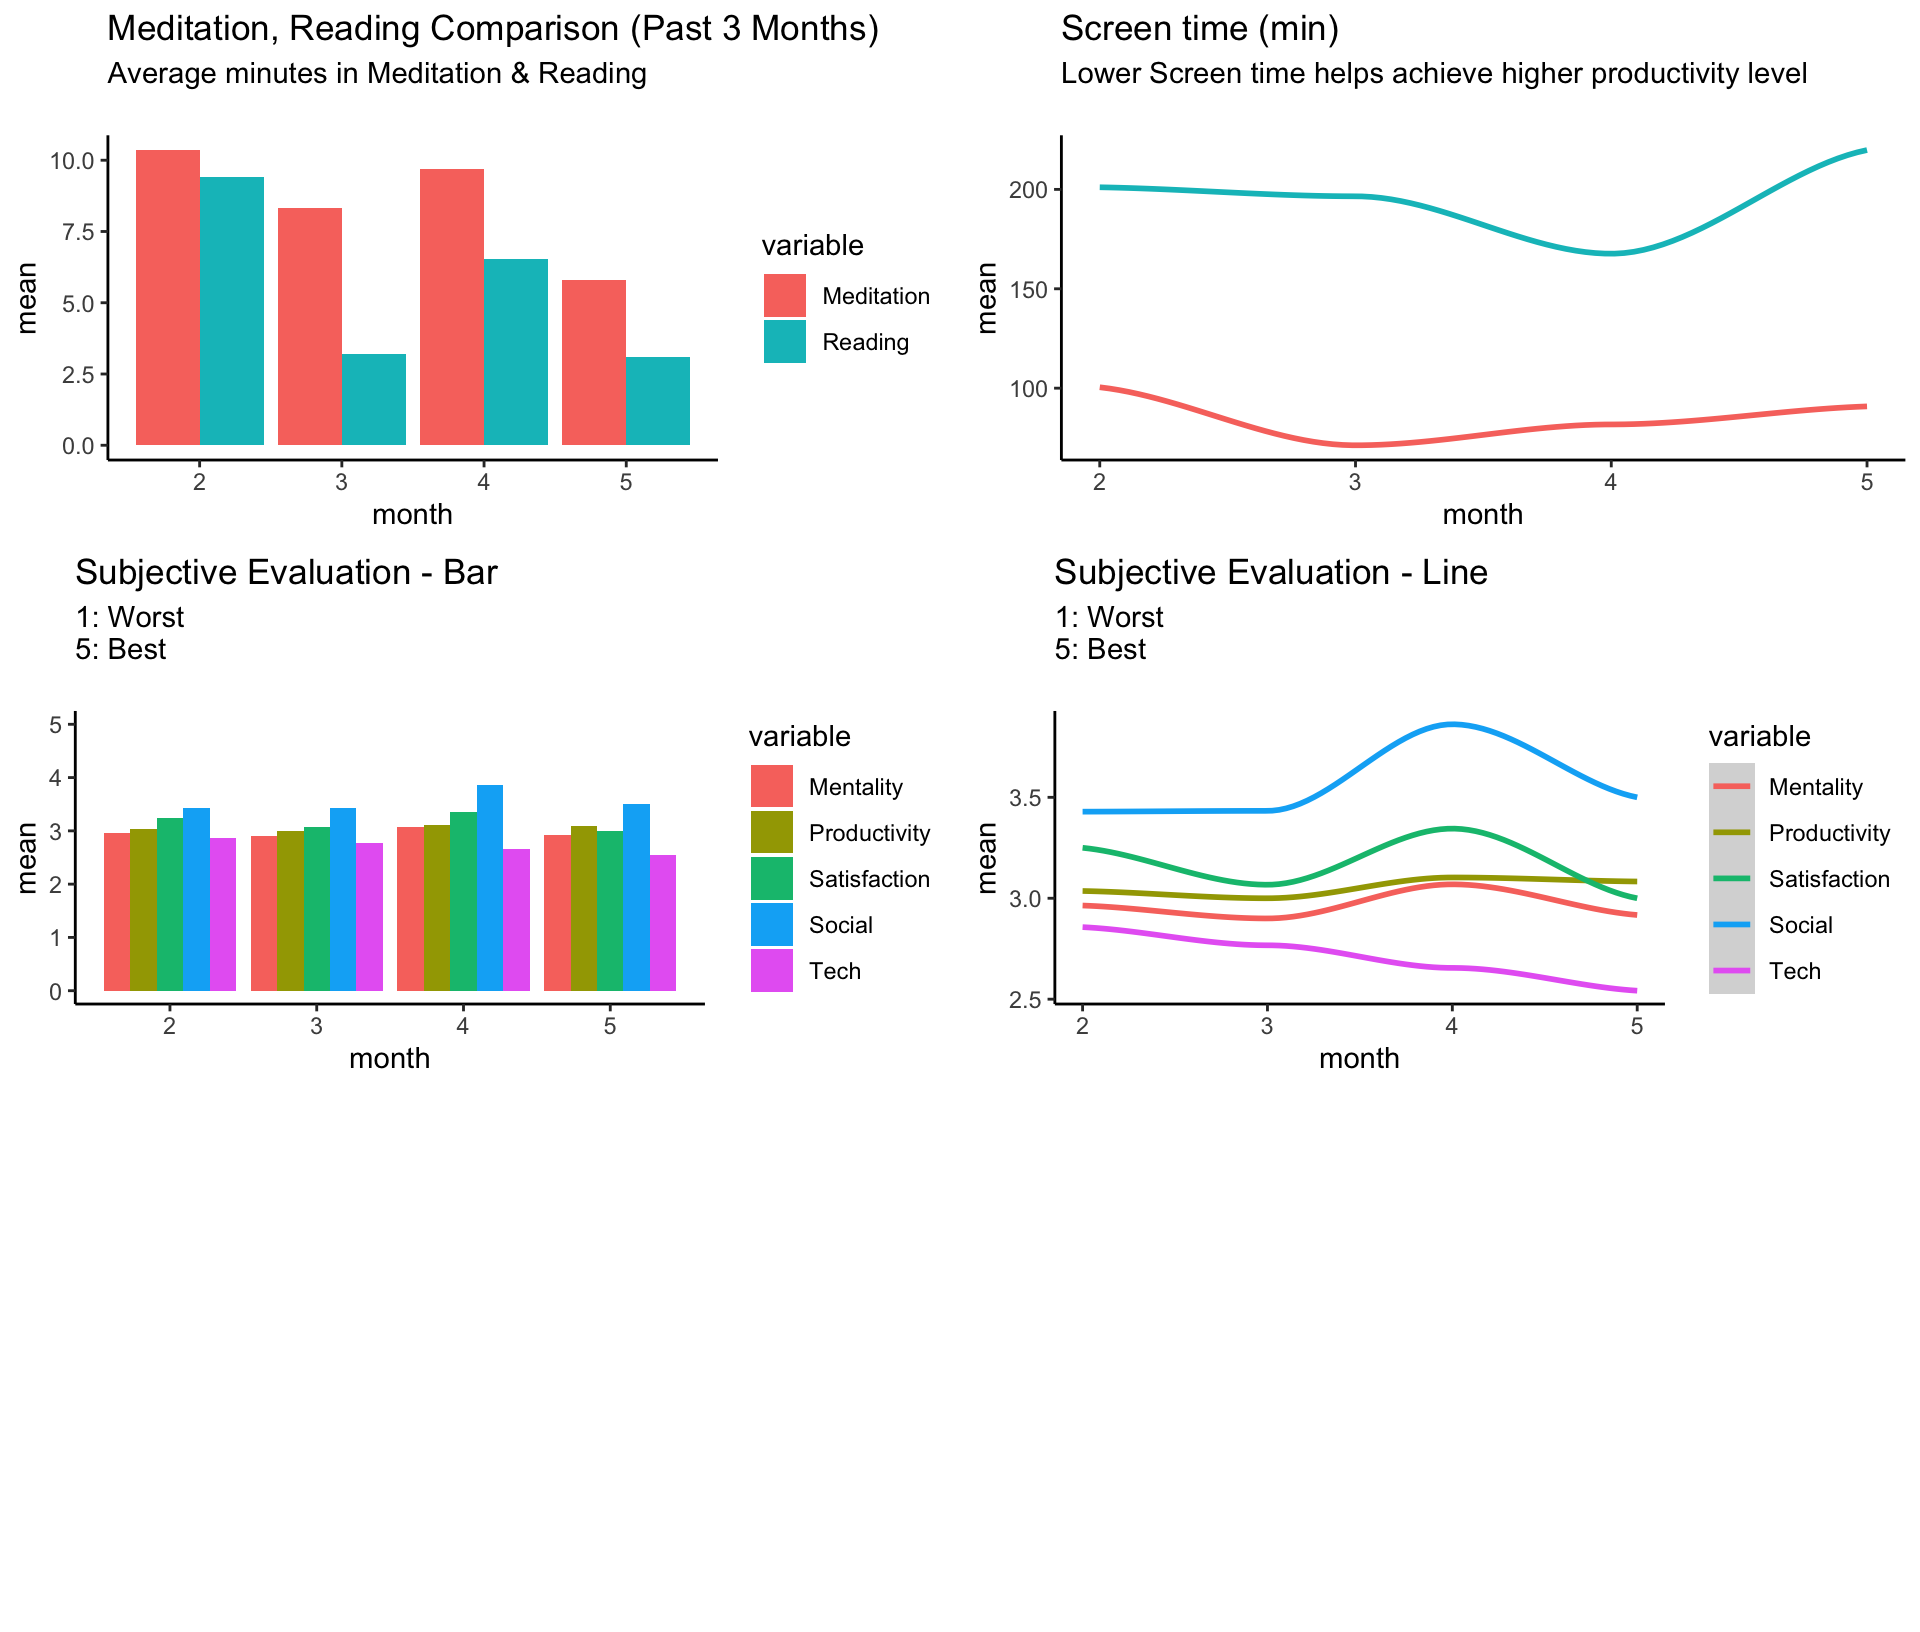 Meditation, Reading Comparison (Past 3 Months)
Average minutes in Meditation & Reading
10.0
7.5
5.0
2.5
0.0
mean
2 3 4 5
month
variable
Meditation
Reading
Screen time (min)
Lower Screen time helps achieve higher productivity level
200
150
100
mean
2 3 4 5
month
Subjective Evaluation - Bar
1: Worst
5: Best
5
4
3
2
1
0
mean
2 3 4 5
month
variable
Mentality
Productivity
Satisfaction
Social
Tech
Subjective Evaluation - Line
1: Worst
5: Best
3.5
3.0
2.5
mean
2 3 4 5
month
variable
Mentality
Productivity
Satisfaction
Social
Tech